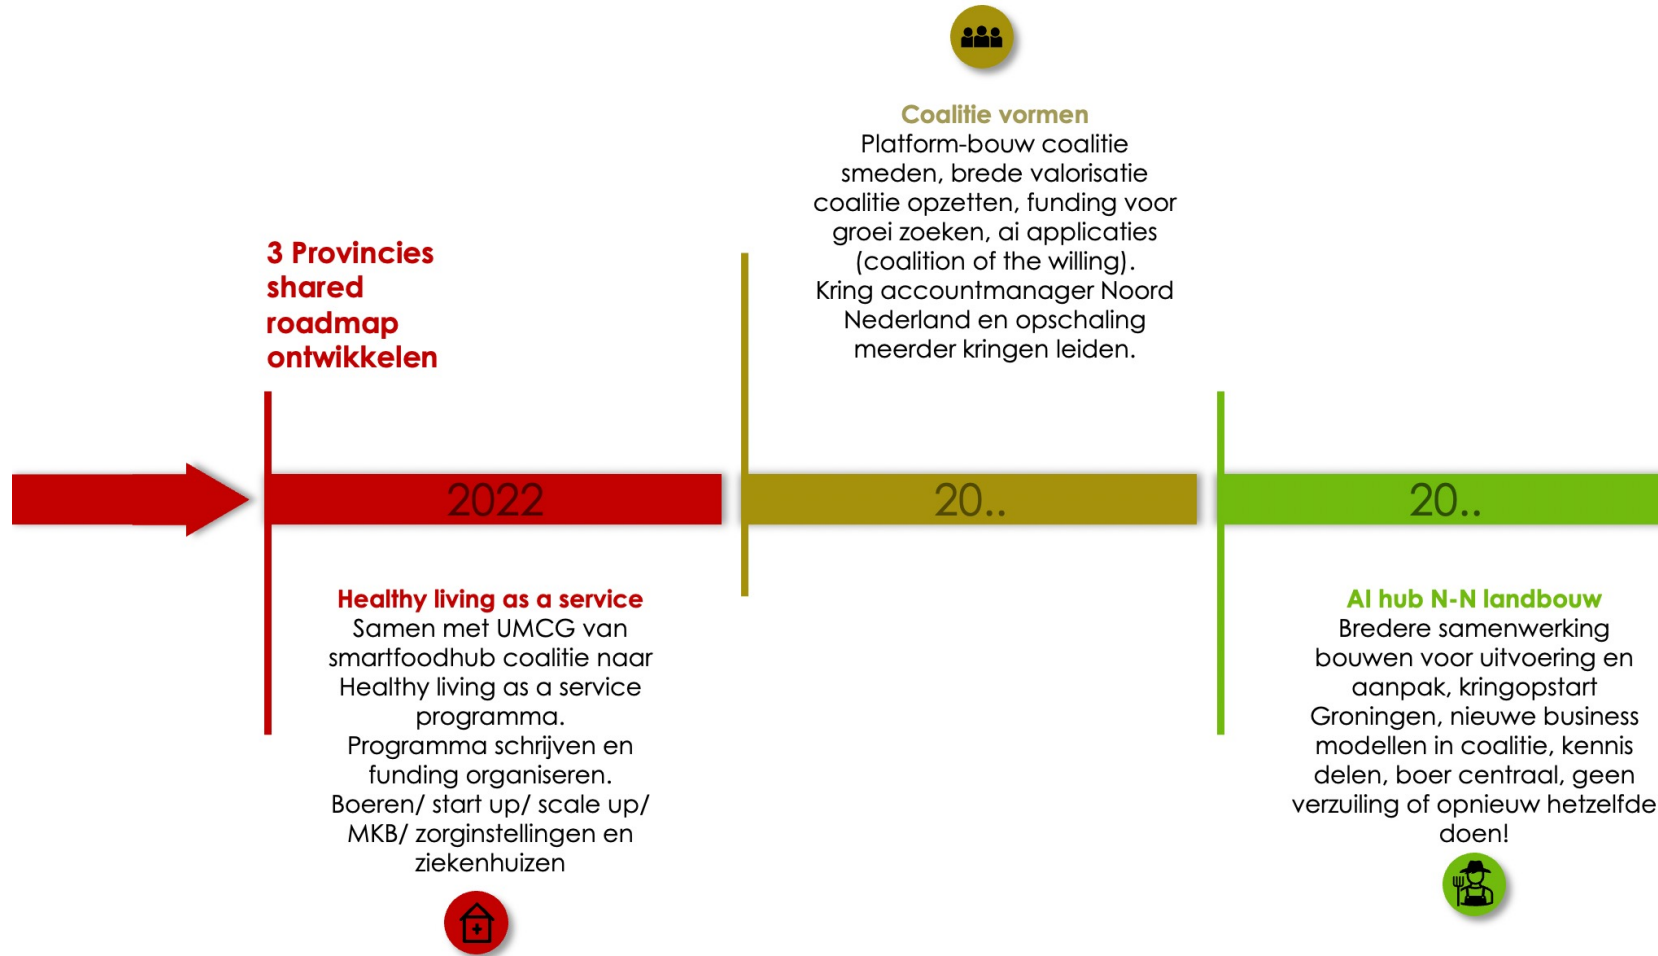 Coalitie vormen
Platform-bouw coalitie
smeden, brede valorisatie
coalitie opzetten, funding voor
groei zoeken, ai applicaties
(coalition of the willing).
Kring accountmanager Noord
Nederland en opschaling
meerder kringen leiden.
3 Provincies
shared
roadmap
ontwikkelen
2022
20..
20..
Healthy living as a service
Samen met UMCG van
smartfoodhub coalitie naar
Healthy living as a service
programma.
Programma schrijven en
funding organiseren.
Boeren/ start up/ scale up/
MKB/ zorginstellingen en
ziekenhuizen
AI hub N-N landbouw
Bredere samenwerking
bouwen voor uitvoering en
aanpak, kringopstart
Groningen, nieuwe business
modellen in coalitie, kennis
delen, boer centraal, geen
verzuiling of opnieuw hetzelfde
doen!